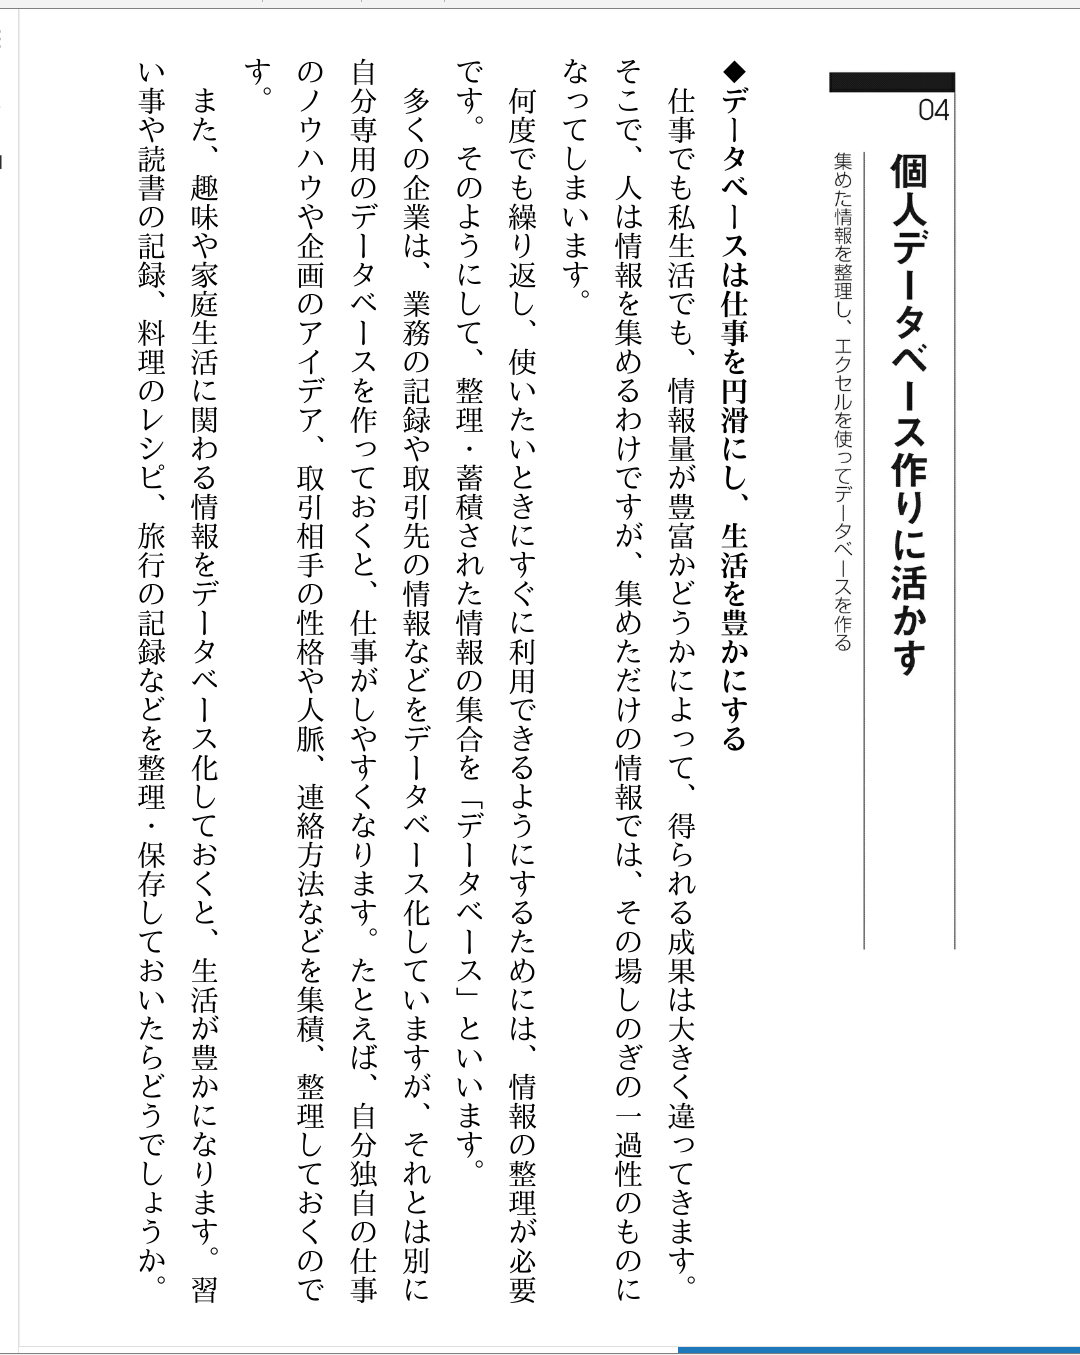 04
個人データベース作りに活かす
集めた情報を整理し、エクセルを使ってデータベースを作る
◆データベースは仕事を円滑にし、生活を豊かにする
仕事でも私生活でも、情報量が豊富かどうかによって、得られる成果は大きく違ってきます。
そこで、人は情報を集めるわけですが、集めただけの情報では、その場しのぎの一過性のものに
なってしまいます。
何度でも繰り返し、使いたいときにすぐに利用できるようにするためには、情報の整理が必要
です。そのようにして、整理・蓄積された情報の集合を「データベース」といいます。
多くの企業は、業務の記録や取引先の情報などをデータベース化していますが、それとは別に
自分専用のデータベースを作っておくと、仕事がしやすくなります。たとえば、自分独自の仕事
のノウハウや企画のアイデア、取引相手の性格や人脈、連絡方法などを集積、整理しておくので
す。
また、趣味や家庭生活に関わる情報をデータベース化しておくと、生活が豊かになります。習
い事や読書の記録、料理のレシピ、旅行の記録などを整理・保存しておいたらどうでしょうか。